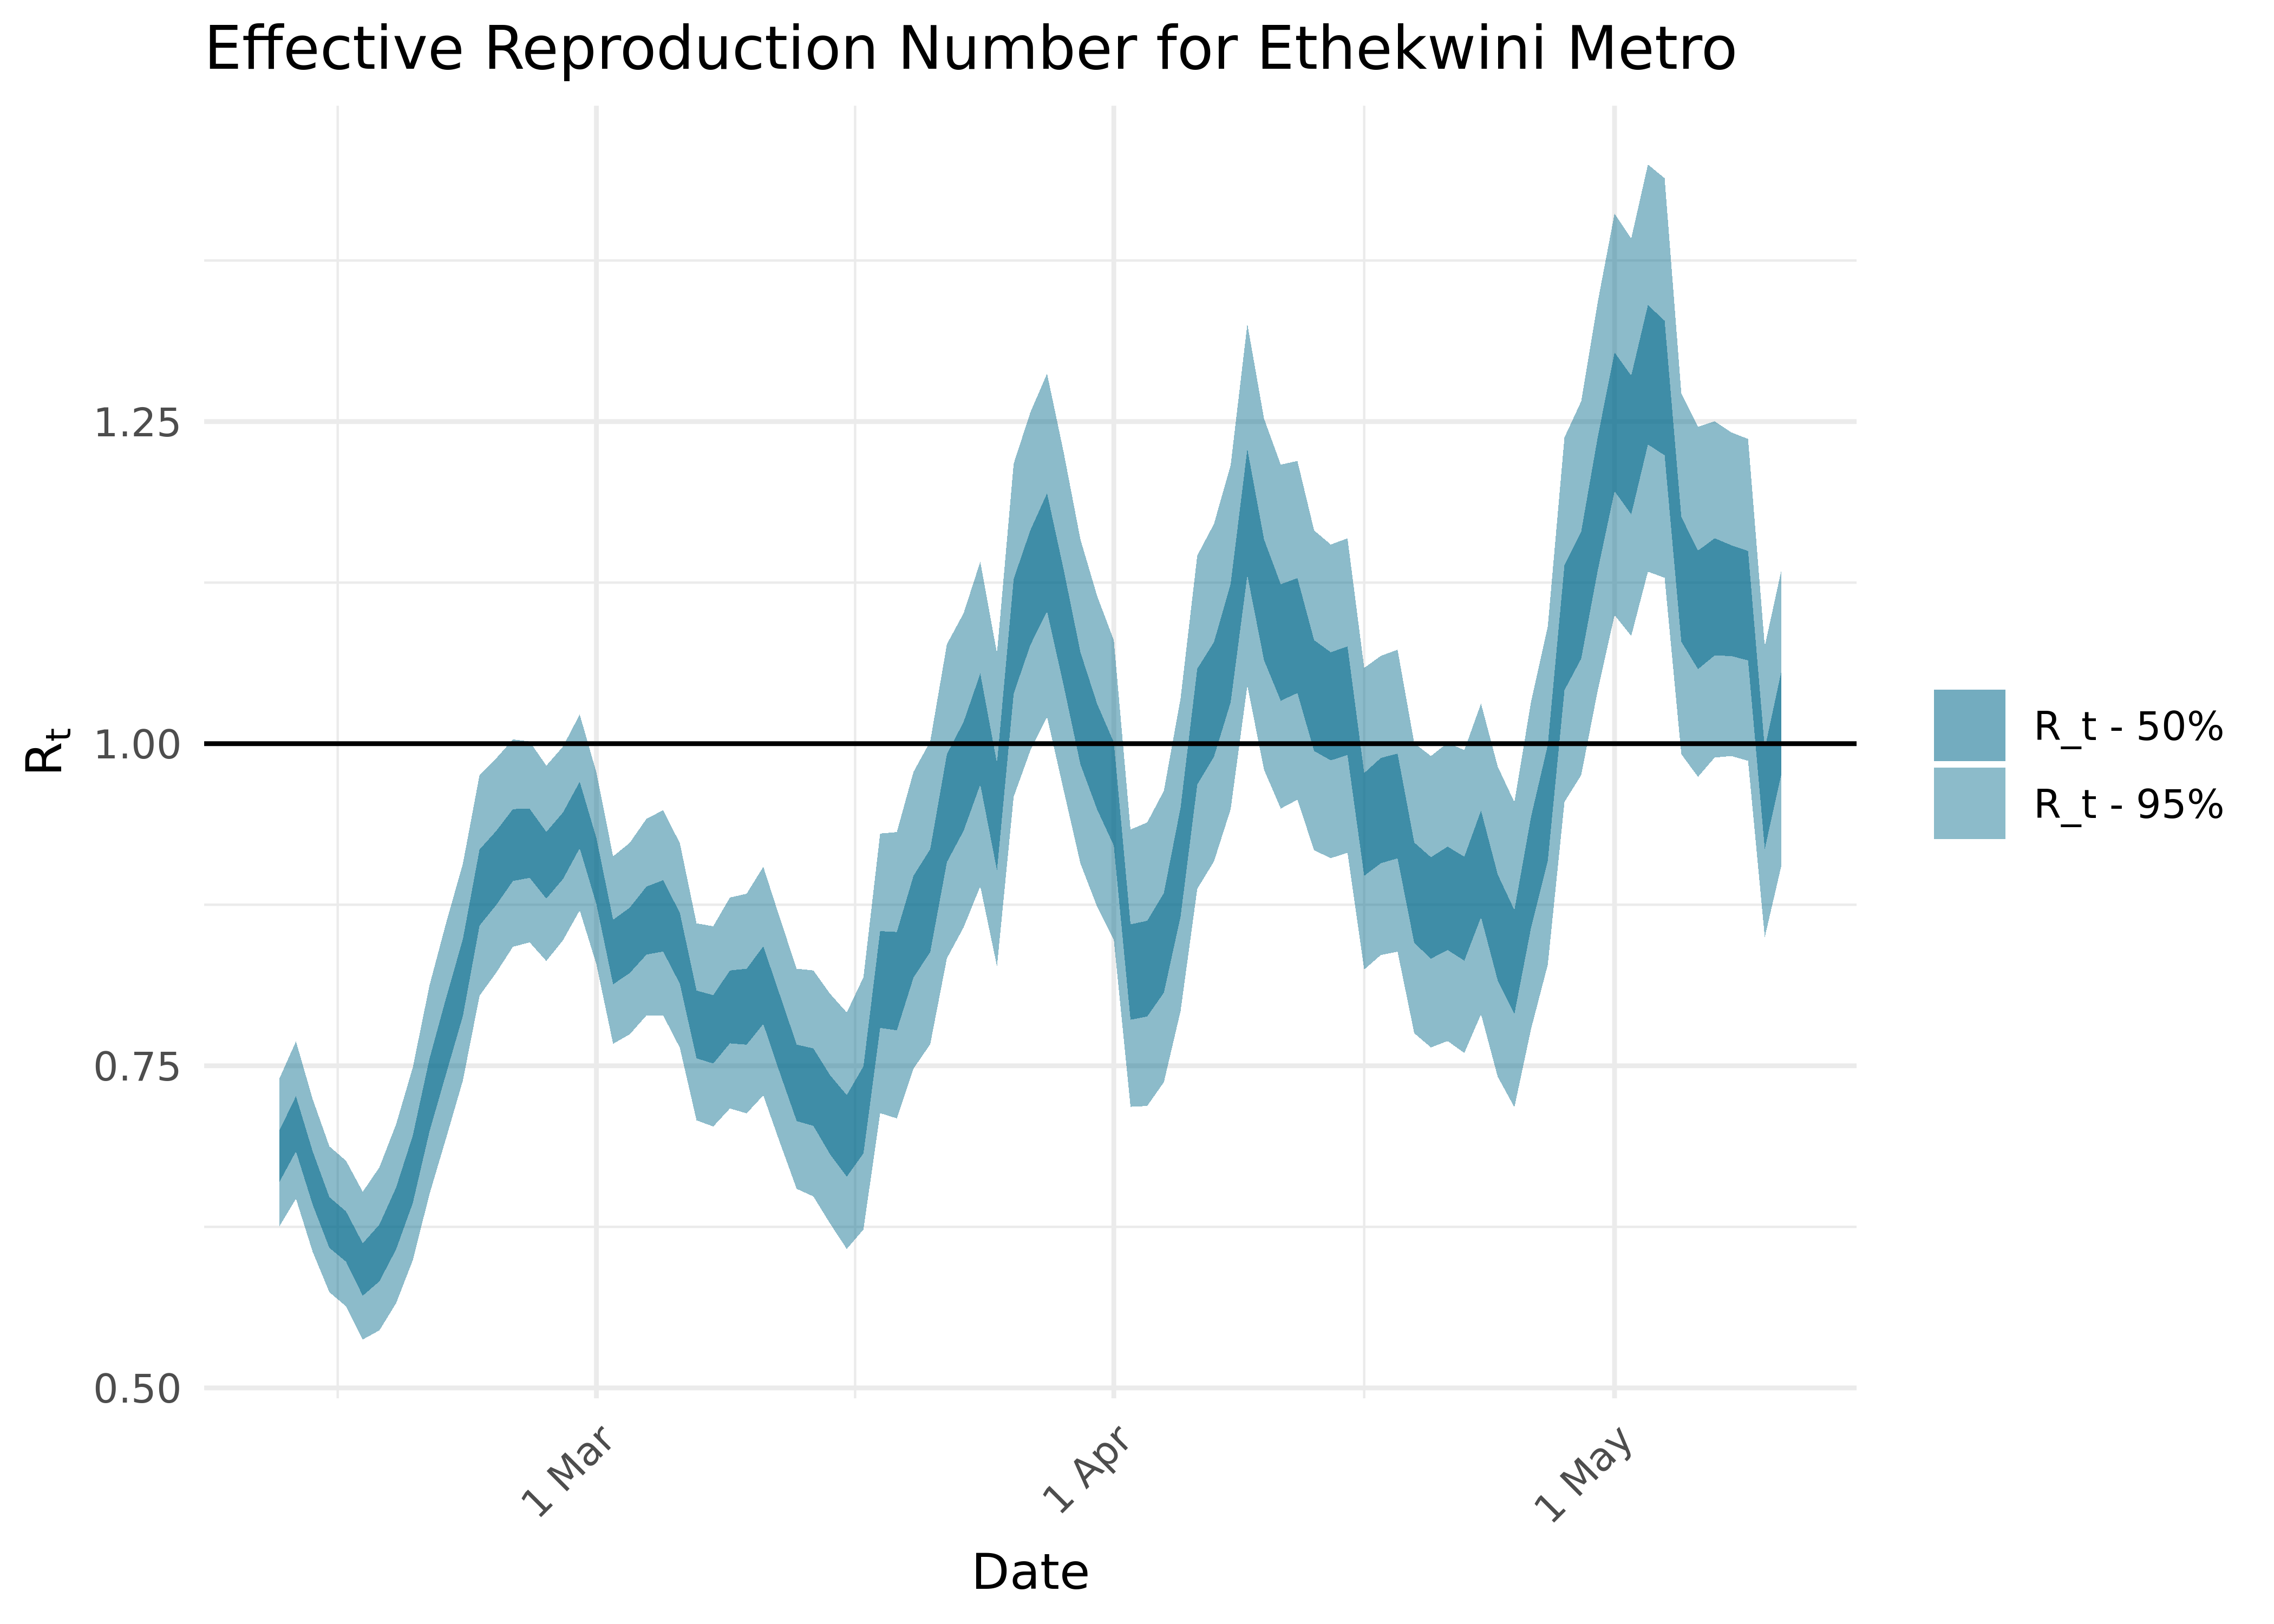 Effective Reproduction Number for Ethekwini Metro
R_t
1.25
1.00
0.75
0.50
1 Mar
1 Apr
1 May
Date
R_t - 50%
R_t - 95%